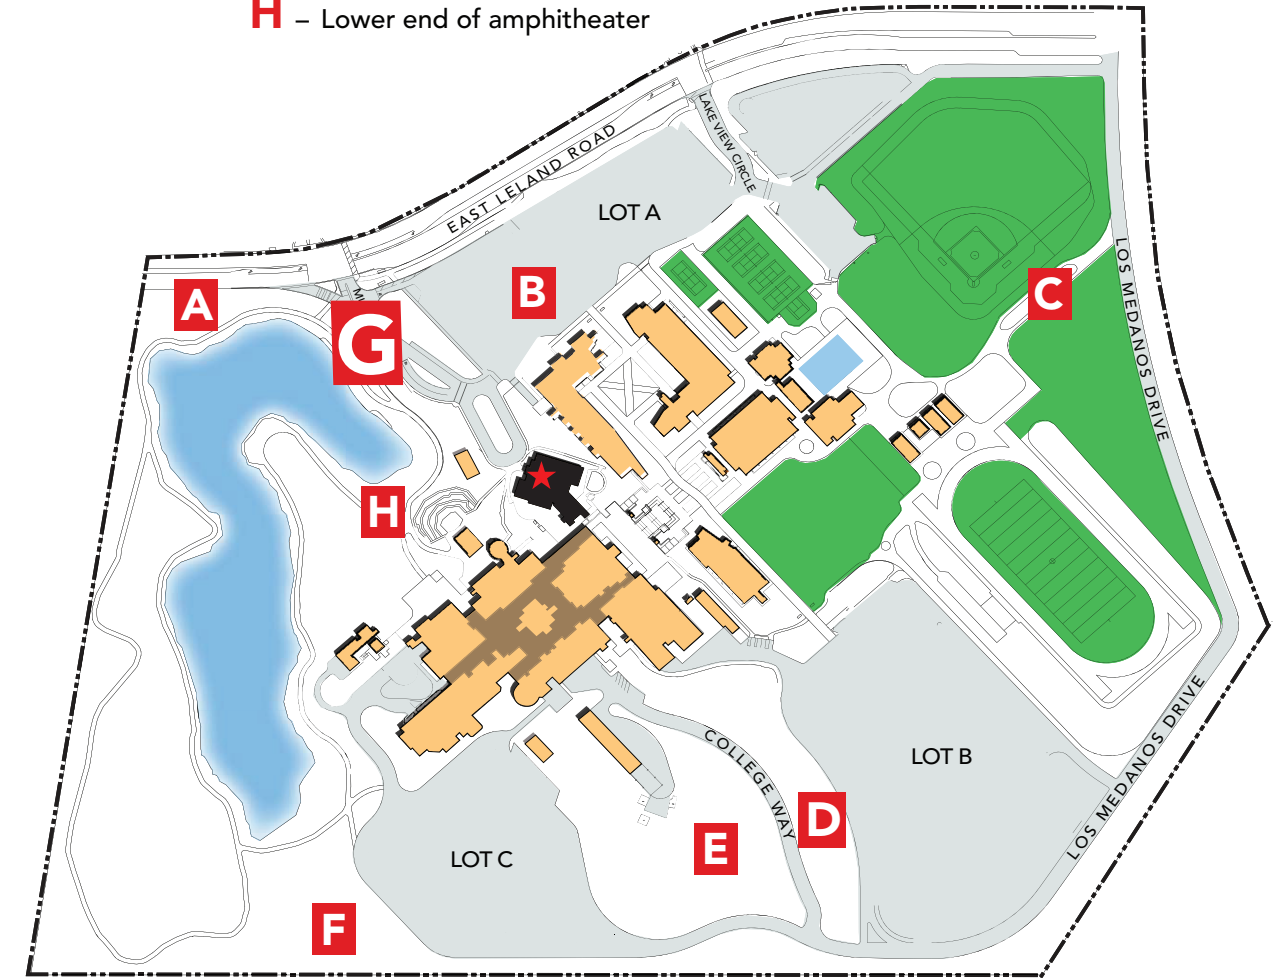 H – Lower end of amphitheater
LAKE VIEW CIRCLE
EAST LELAND ROAD
LOT A
LOS MEDANOS DRIVE
A
B
C
G
H
LOT B
COLLEGE WAY
LOS MEDANOS DRIVE
D
E
LOT C
F